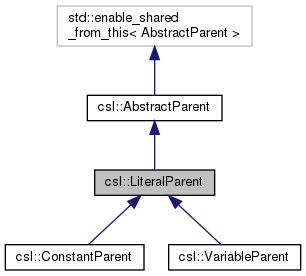 std::enable_shared
_from_this< AbstractParent >
csl::AbstractParent
csl::LiteralParent
csl::ConstantParent
csl::VariableParent